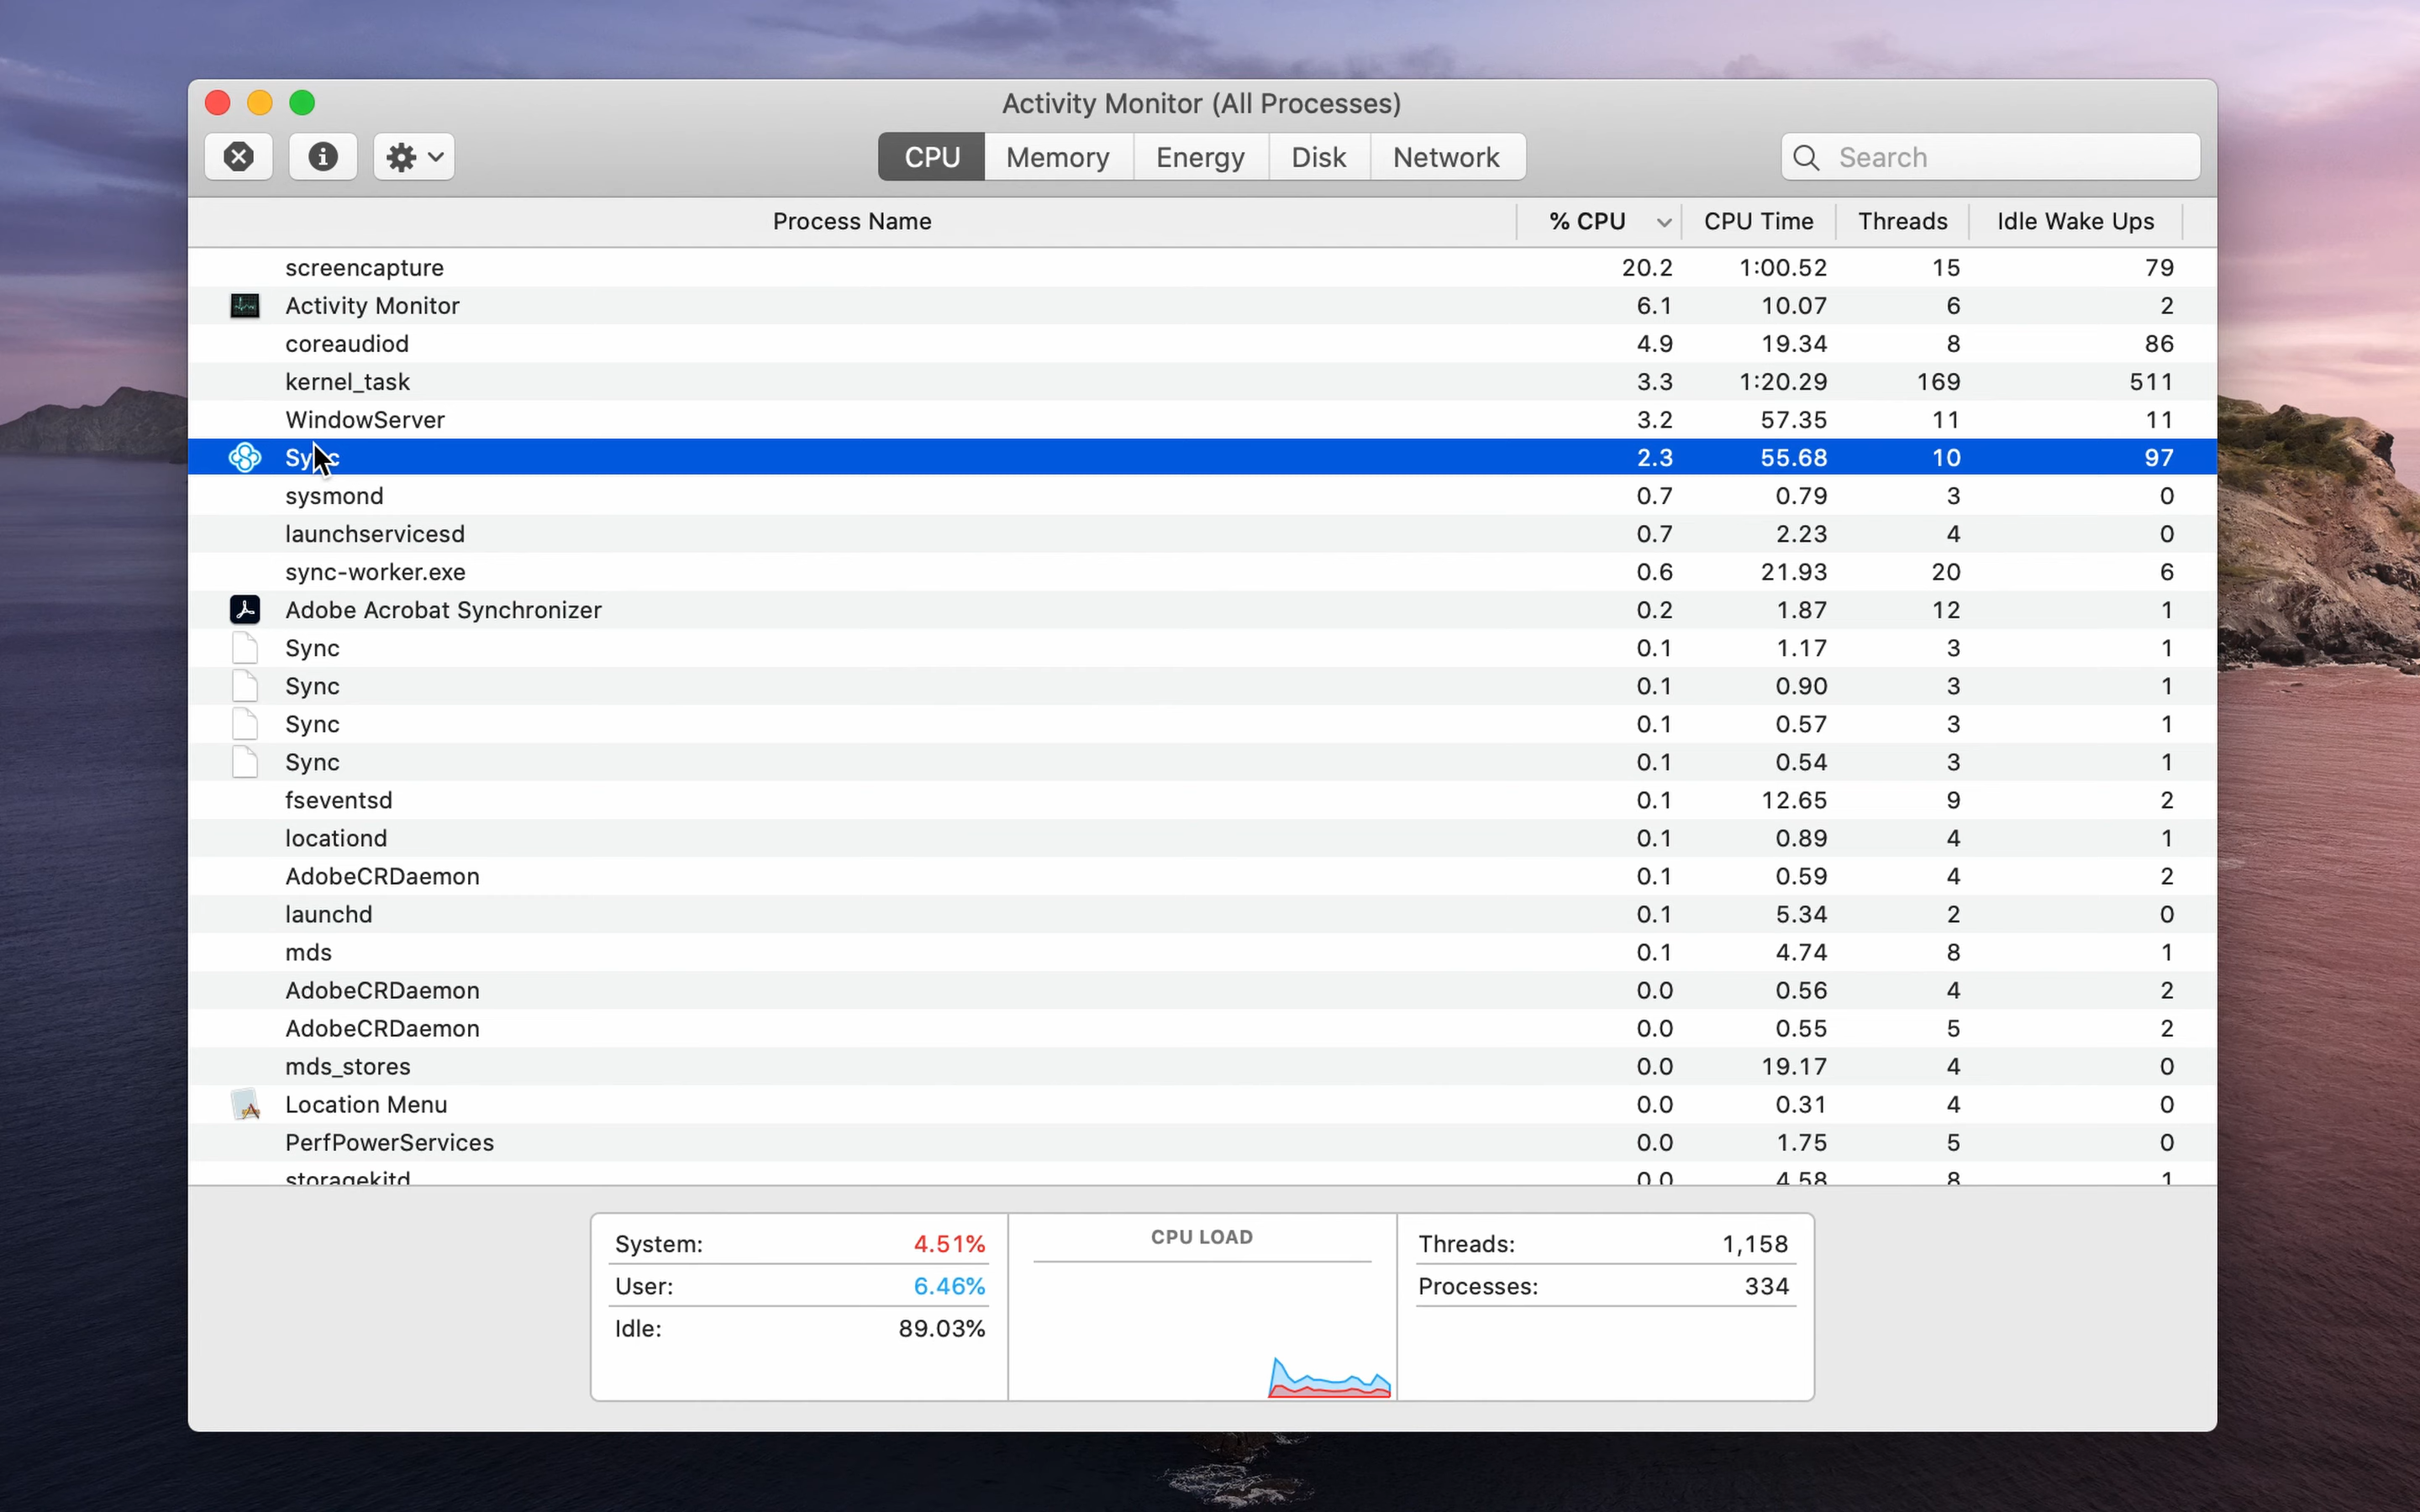 Activity Monitor (All Processes)
CPU Memory Energy Disk Network Search
Process Name % CPU CPU Time Threads Idle Wake Ups
screencapture 20.2 1:00.52 15 79
Activity Monitor 6.1 10.07 6 2
coreaudiod 4.9 19.34 8 86
kernel_task 3.3 1:20.29 169 511
WindowServer 3.2 57.35 11 11
Sync 2.3 55.68 10 97
sysmond 0.7 0.79 3 0
launchservicesd 0.7 2.23 4 0
sync-worker.exe 0.6 21.93 20 6
Adobe Acrobat Synchronizer 0.2 1.87 12 1
Sync 0.1 1.17 3 1
Sync 0.1 0.90 3 1
Sync 0.1 0.57 3 1
Sync 0.1 0.54 3 1
fseventsd 0.1 12.65 9 2
locationd 0.1 0.89 4 1
AdobeCRDaemon 0.1 0.59 4 2
launchd 0.1 5.34 2 0
mds 0.1 4.74 8 1
AdobeCRDaemon 0.0 0.56 4 2
AdobeCRDaemon 0.0 0.55 5 2
mds_stores 0.0 19.17 4 0
Location Menu 0.0 0.31 4 0
PerfPowerServices 0.0 1.75 5 0
storagekitd 0.0 4.58 8 1
System: 4.51% CPU LOAD Threads: 1,158
User: 6.46% Processes: 334
Idle: 89.03%